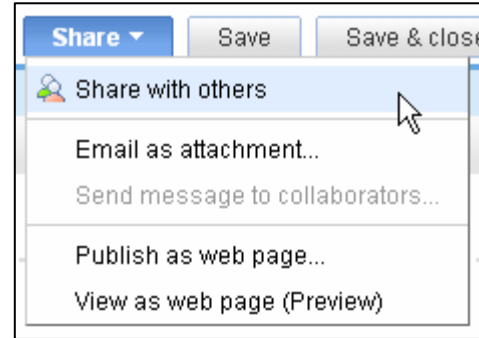 Share Save Save & close
Share with others
Email as attachment...
Send message to collaborators...
Publish as web page...
View as web page (Preview)